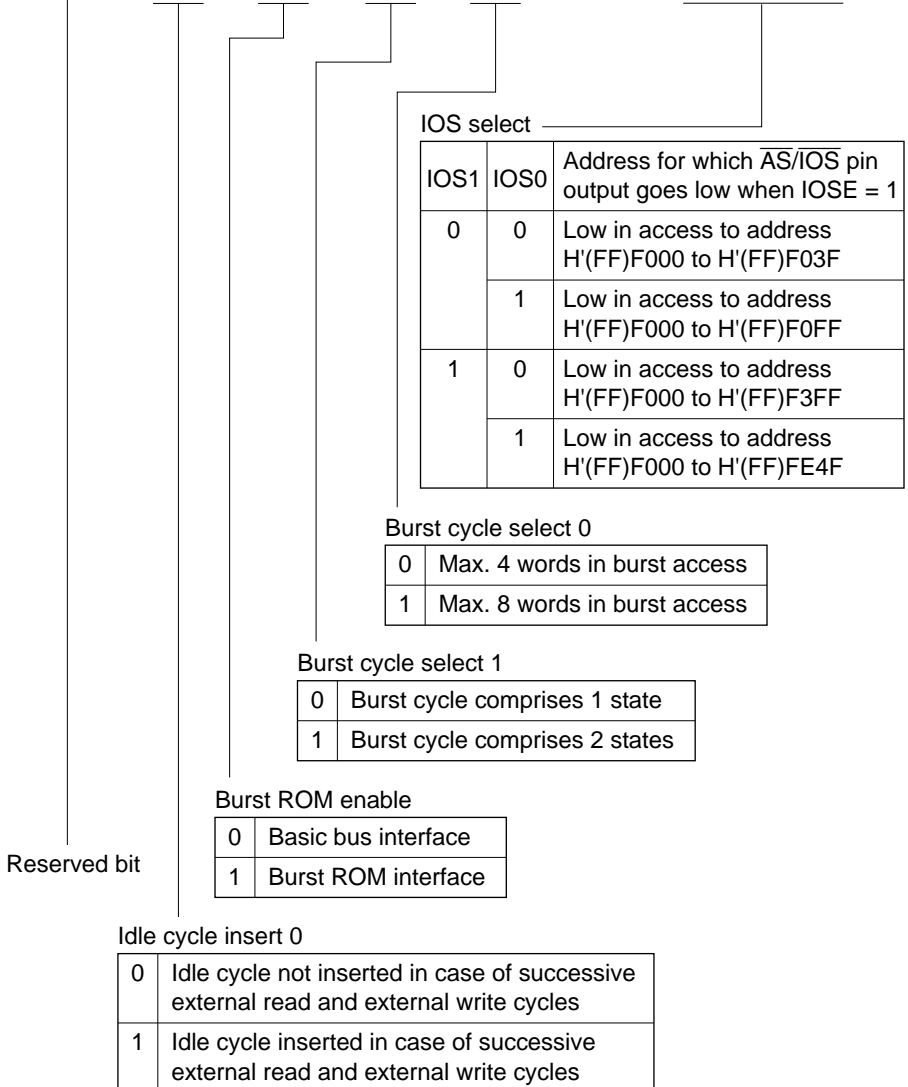 IOS select
IOS1 IOS0 Address for which AS/IOS pin
output goes low when IOSE = 1
0 0 Low in access to address
H'(FF)F000 to H'(FF)F03F
1 Low in access to address
H'(FF)F000 to H'(FF)F0FF
1 0 Low in access to address
H'(FF)F000 to H'(FF)F3FF
1 Low in access to address
H'(FF)F000 to H'(FF)FE4F
Burst cycle select 0
0 Max. 4 words in burst access
1 Max. 8 words in burst access
Burst cycle select 1
0 Burst cycle comprises 1 state
1 Burst cycle comprises 2 states
Burst ROM enable
0 Basic bus interface
1 Burst ROM interface
Reserved bit
Idle cycle insert 0
0 Idle cycle not inserted in case of successive
external read and external write cycles
1 Idle cycle inserted in case of successive
external read and external write cycles